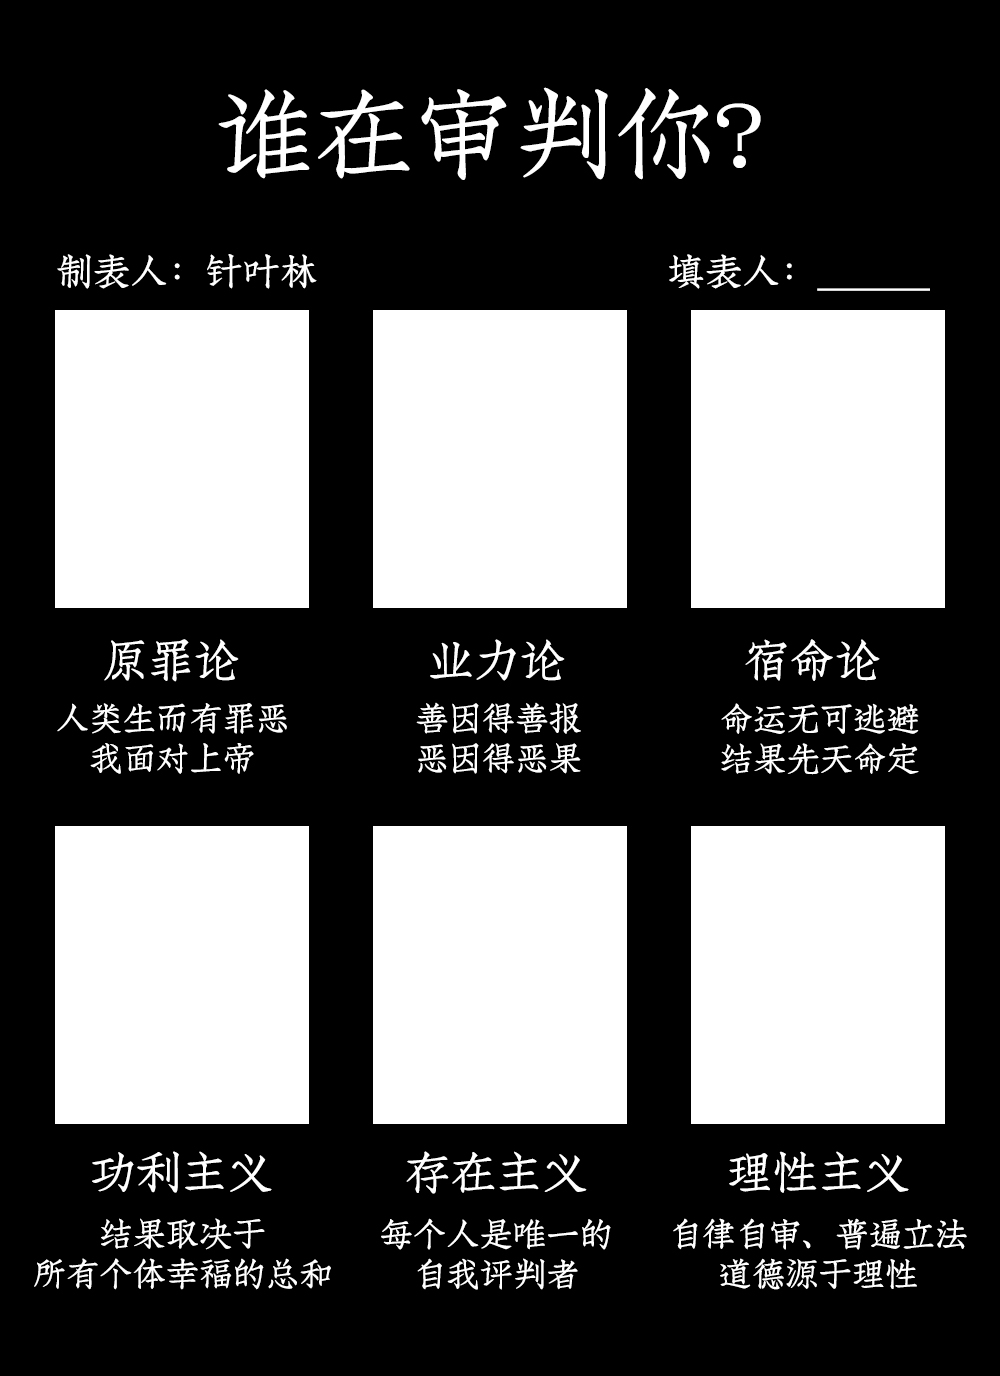 谁在审判你?
制表人：针叶林
填表人：______
原罪论
人类生而有罪恶
我面对上帝
业力论
善因得善报
恶因得恶果
宿命论
命运无可逃避
结果先天命定
功利主义
结果取决于
所有个体幸福的总和
存在主义
每个人是唯一的
自我评判者
理性主义
自律自审、普遍立法
道德源于理性